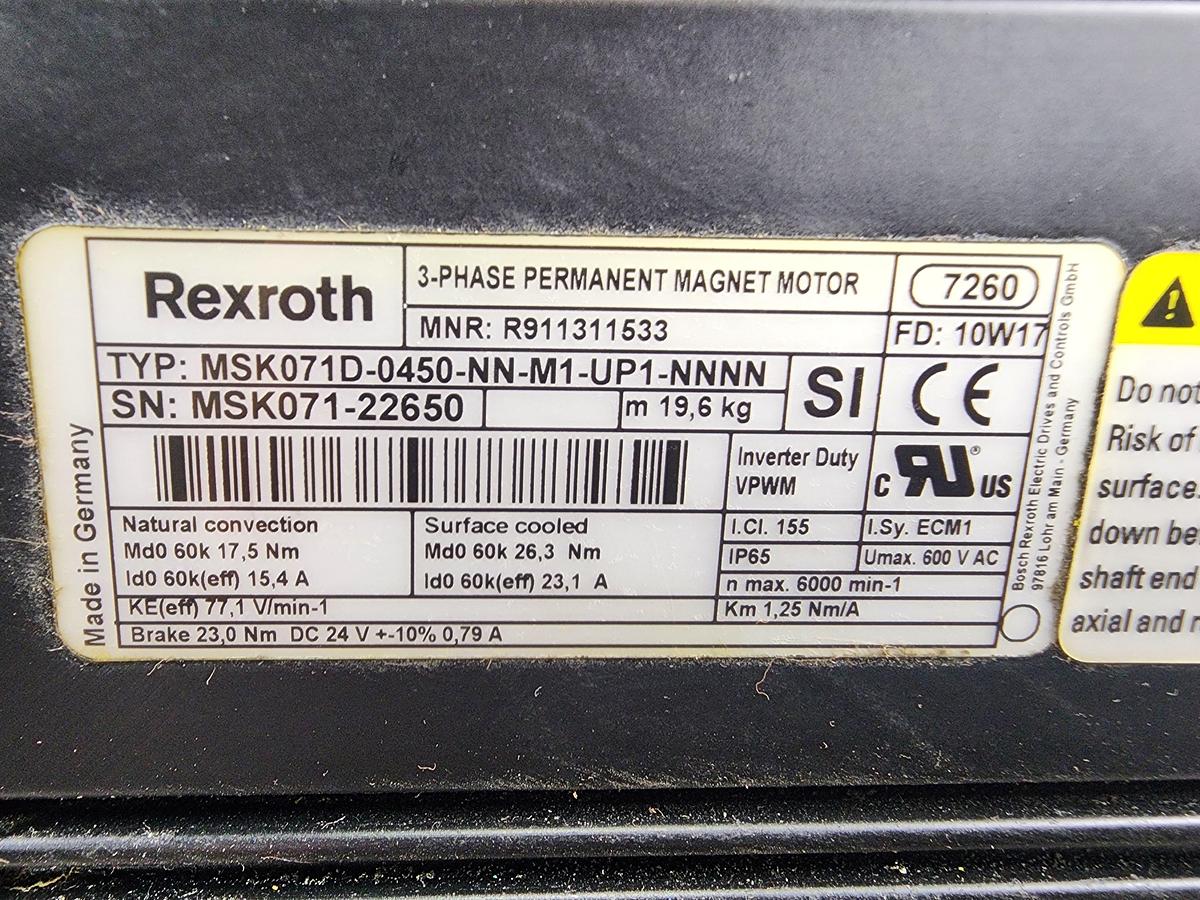 Rexroth
3-PHASE PERMANENT MAGNET MOTOR
7260
MNR: R911311533
FD: 10W17
TYP: MSK071D-0450-NN-M1-UP1-NNNN
SI
CE
SN: MSK071-22650
m 19,6 kg
Inverter Duty
VPWM
c RU® US
Natural convection
Md0 60k 17,5 Nm
Id0 60k(eff) 15,4 A
Surface cooled
Md0 60k 26,3 Nm
Id0 60k(eff) 23,1 A
I.Cl. 155
I.Sy. ECM1
IP65
Umax. 600 V AC
n max. 6000 min-1
KE(eff) 77,1 V/min-1
Km 1,25 Nm/A
Brake 23,0 Nm DC 24 V +-10% 0,79 A
Made in Germany
Bosch Rexroth Electric Drives and Controls GmbH
97816 Lohr am Main - Germany
Do not
Risk of
surface.
down be
shaft end
axial and r